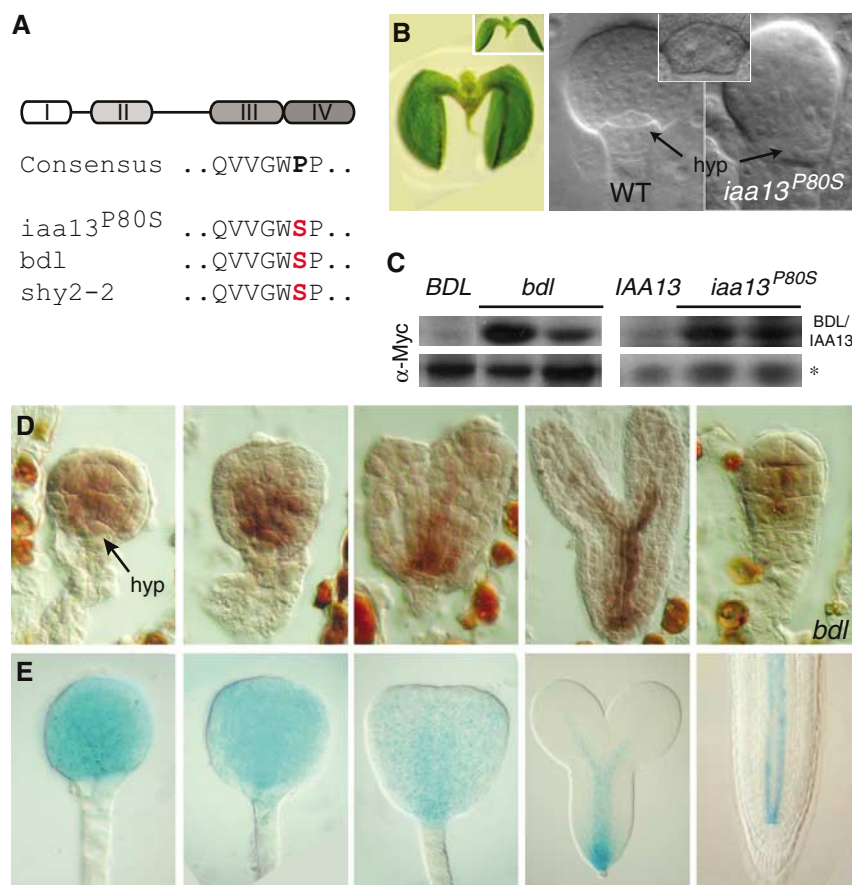 A
I II III IV
Consensus ..QVVGWPP..
iaa13P80S ..QVVGWSP..
bdl ..QVVGWSP..
shy2-2 ..QVVGWSP..
B
hyp
WT
iaa13P80S
C
BDL bdl IAA13 iaa13P80S
α-Myc
BDL/
IAA13
*
D
hyp
bdl
E